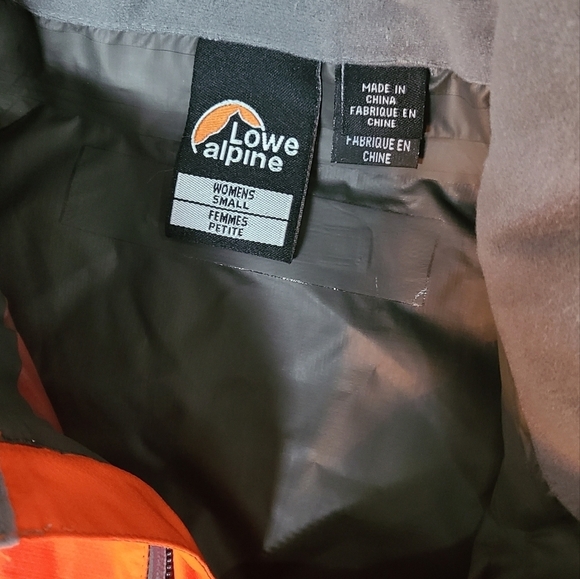 Lowe
alpine
WOMENS
SMALL
FEMMES
PETITE
MADE IN
CHINA
FABRIQUE EN
CHINE
FABRIQUE EN
CHINE